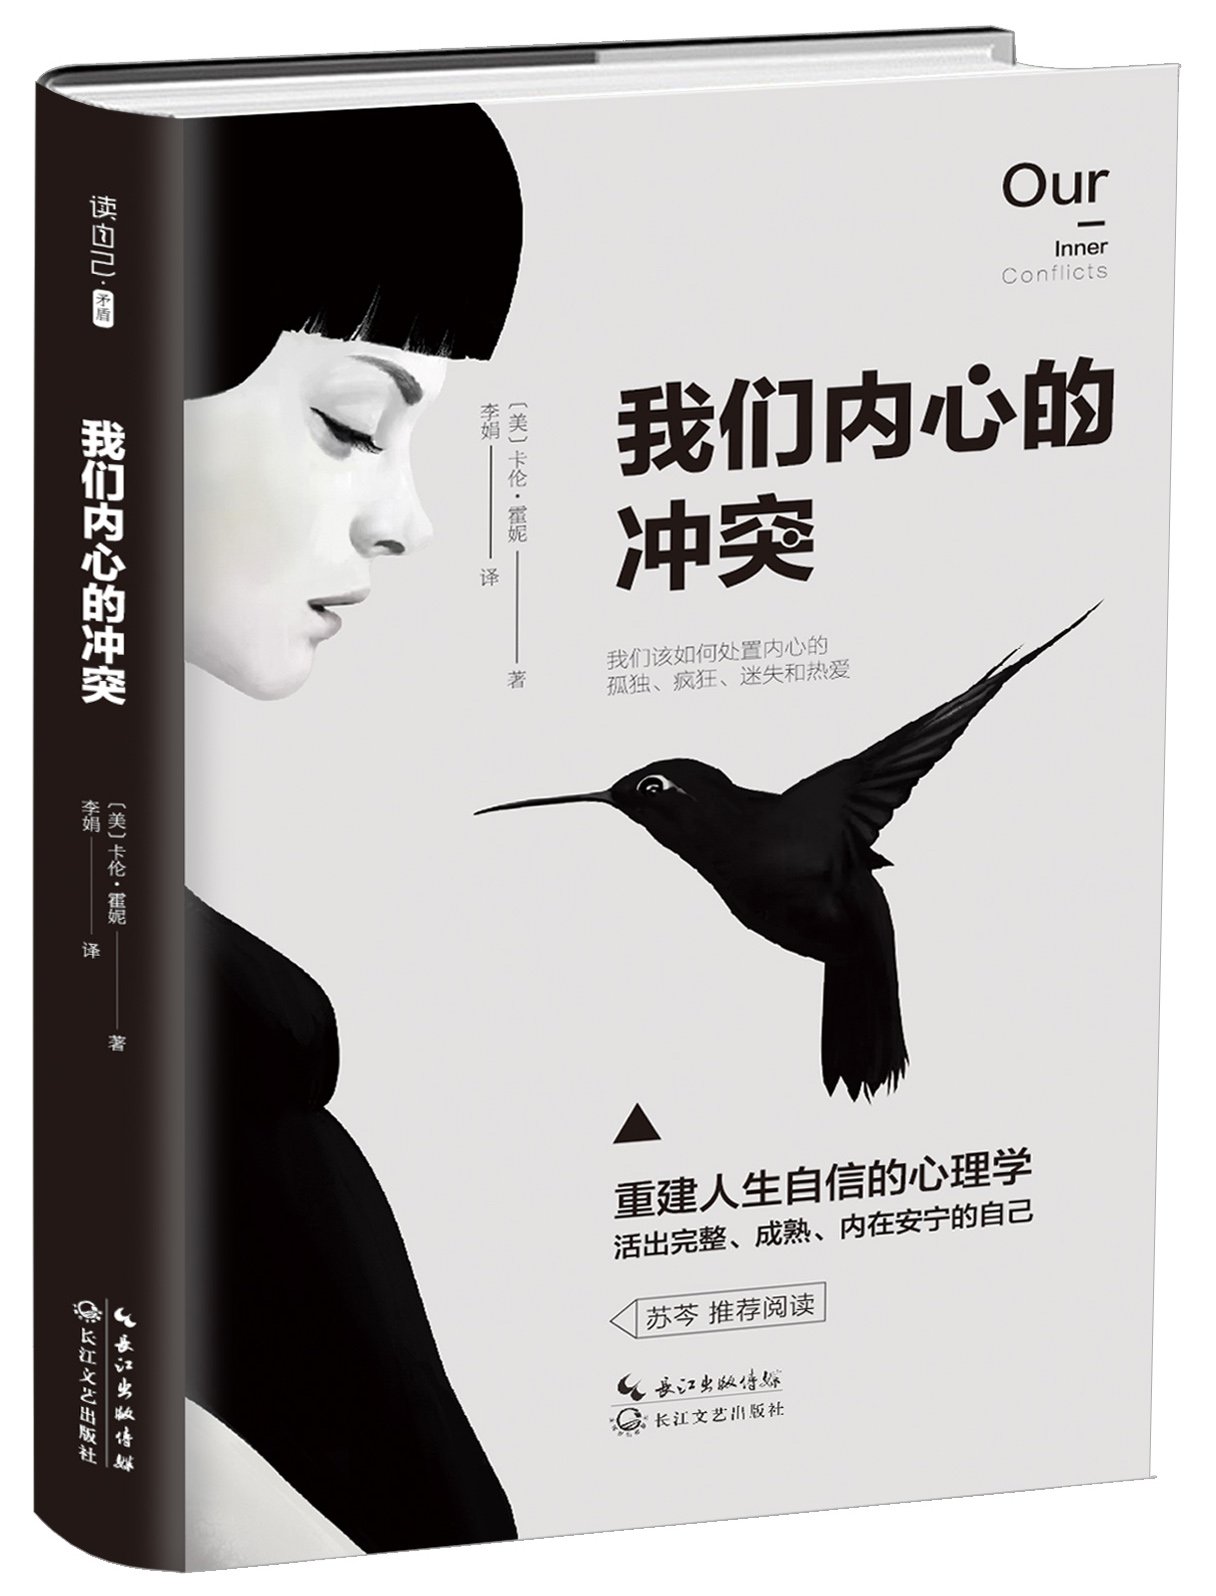 读自己·矛盾
我们内心的冲突
〔美〕卡伦·霍妮 著
李娟 译
长江出版传媒
长江文艺出版社
Our
Inner
Conflicts
我们内心的
冲突
〔美〕卡伦·霍妮 著
李娟 译
我们该如何处置内心的
孤独、疯狂、迷失和热爱
重建人生自信的心理学
活出完整、成熟、内在安宁的自己
苏芩 推荐阅读
长江出版传媒
长江文艺出版社